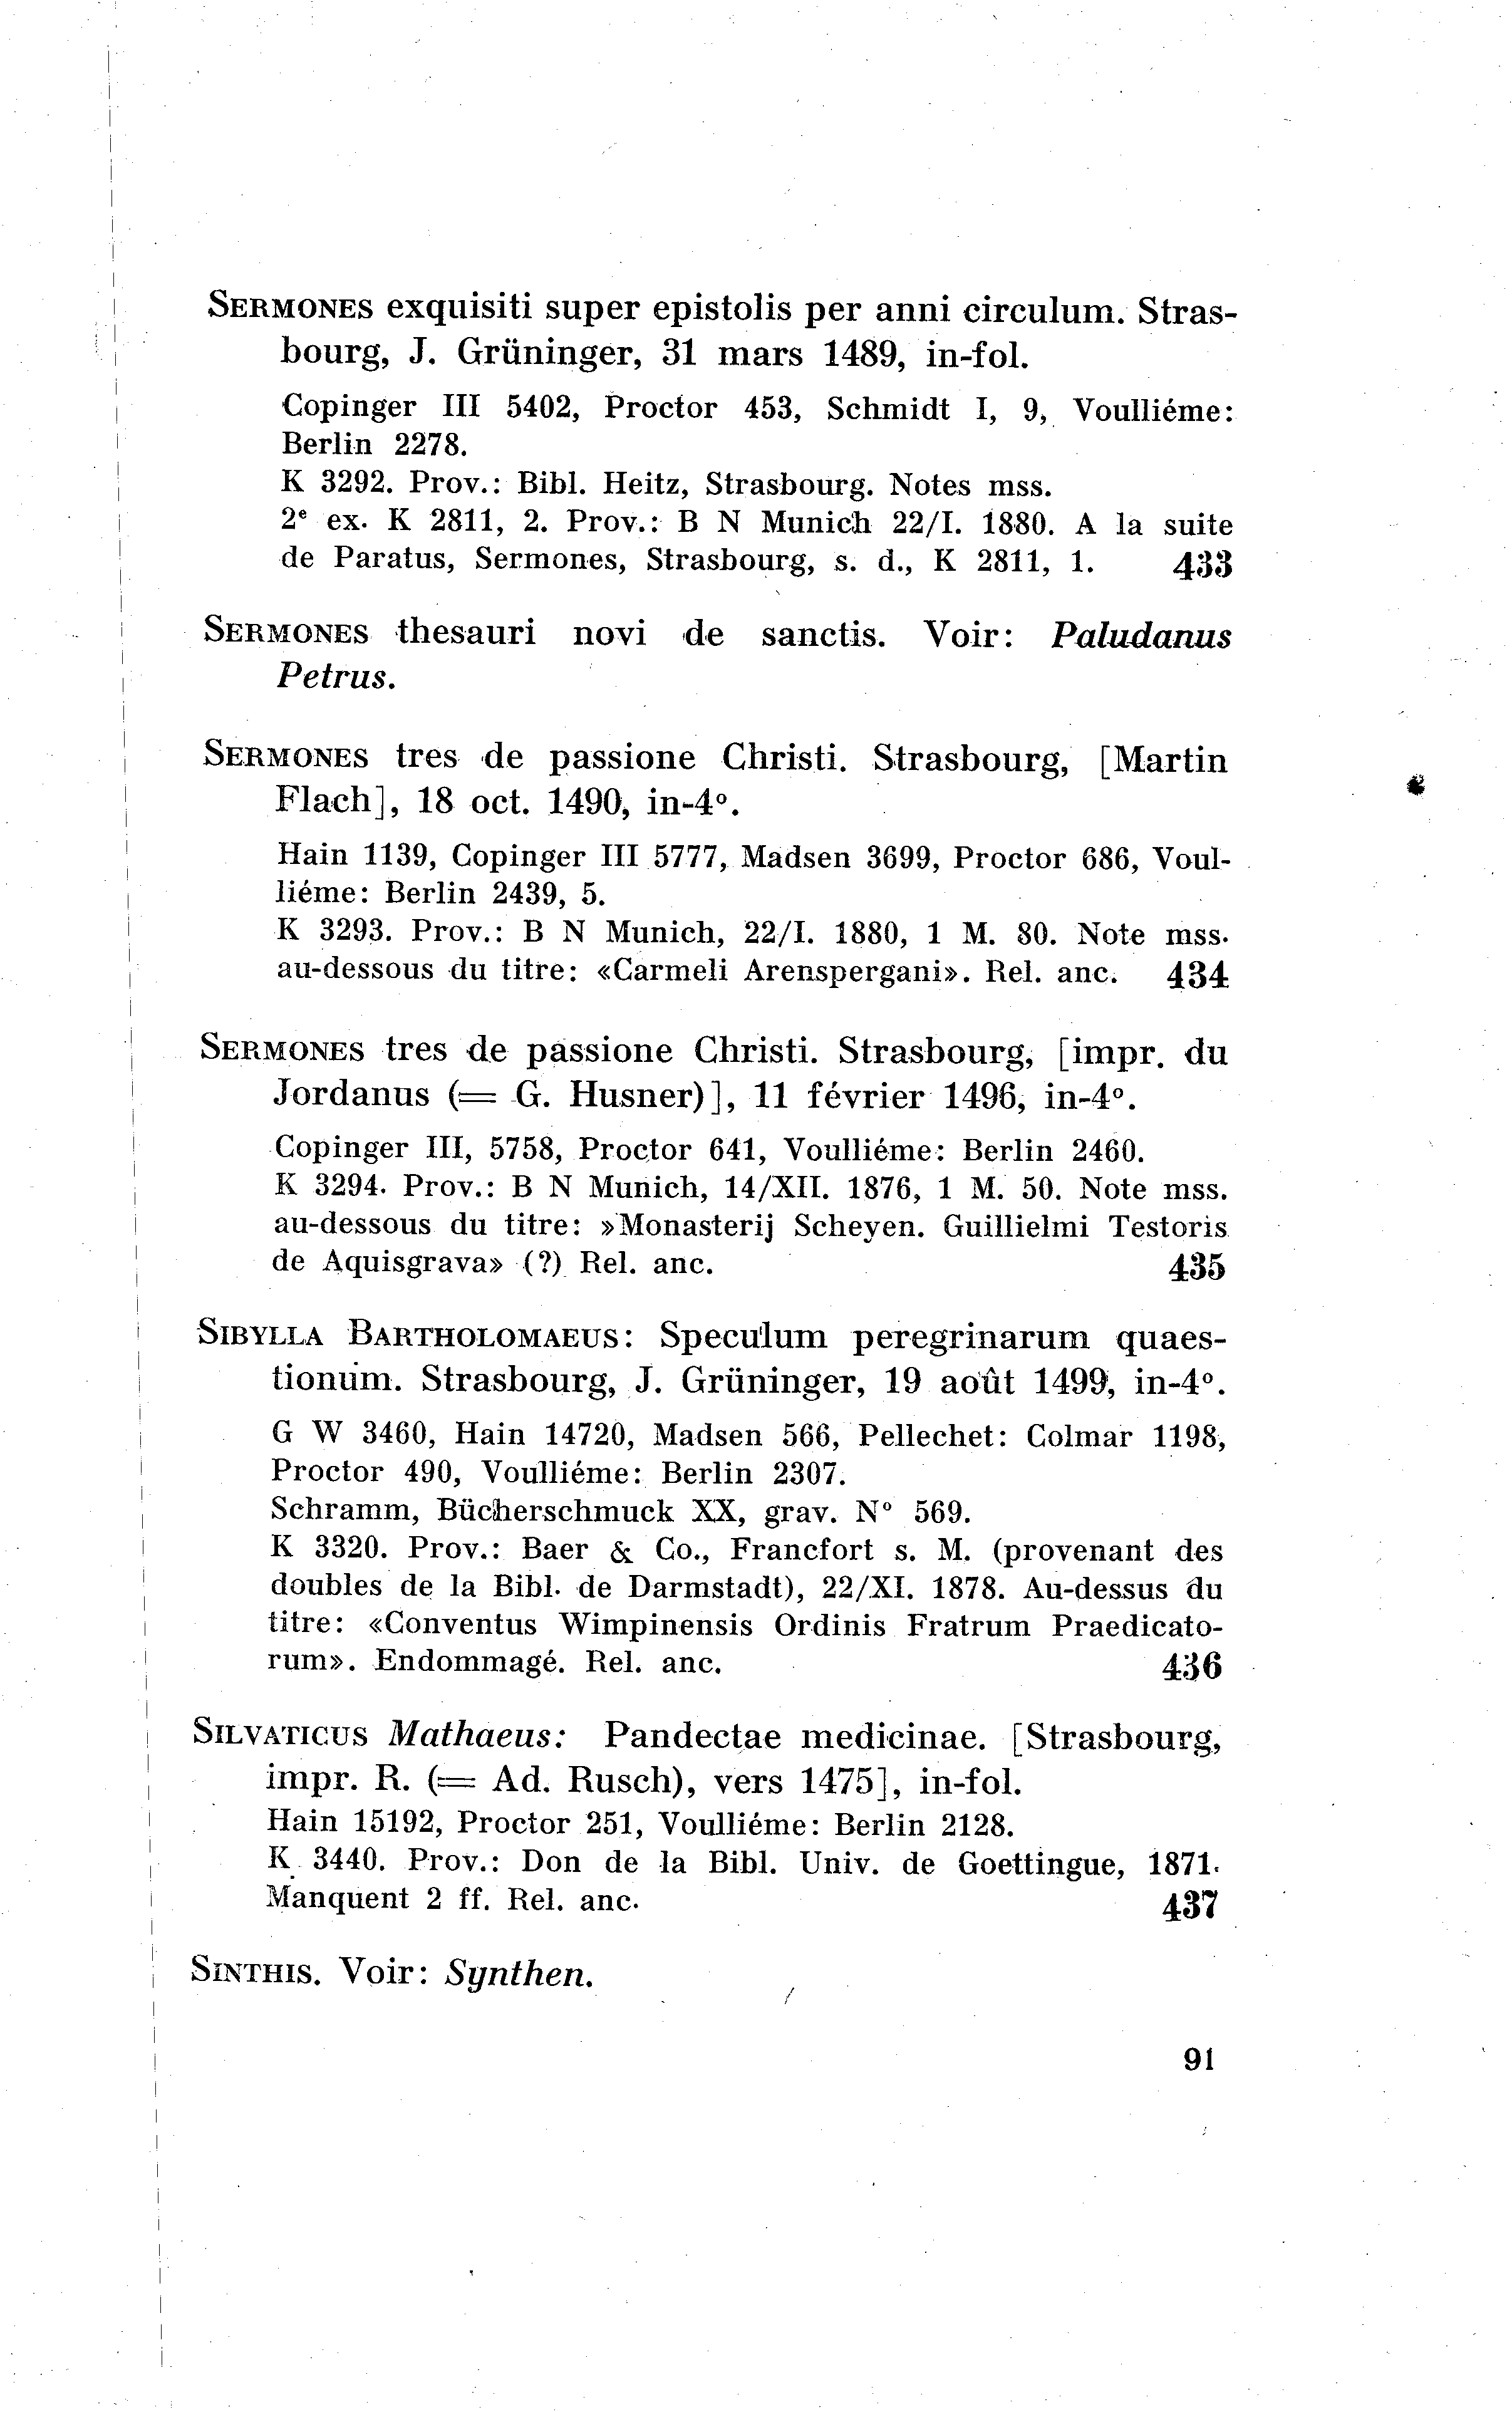 SERMONES exquisiti super epistolis per anni circulum. Stras-
bourg, J. Grüninger, 31 mars 1489, in-fol.
Copinger III 5402, Proctor 453, Schmidt I, 9, Voulliéme:
Berlin 2278.
K 3292. Prov.: Bibl. Heitz, Strasbourg. Notes mss.
2e ex. K 2811, 2. Prov.: B N Munich 22/I. 1880. A la suite
de Paratus, Sermones, Strasbourg, s. d., K 2811, 1. 433
SERMONES thesauri novi de sanctis. Voir: Paludanus
Petrus.
SERMONES tres de passione Christi. Strasbourg, [Martin
Flach], 18 oct. 1490, in-4°.
Hain 1139, Copinger III 5777, Madsen 3699, Proctor 686, Voul-
liéme: Berlin 2439, 5.
K 3293. Prov.: B N Munich, 22/I. 1880, 1 M. 80. Note mss.
au-dessous du titre: «Carmeli Arenspergani». Rel. anc. 434
SERMONES tres de passione Christi. Strasbourg, [impr. du
Jordanus (= G. Husner)], 11 février 1496, in-4°.
Copinger III, 5758, Proctor 641, Voulliéme: Berlin 2460.
K 3294. Prov.: B N Munich, 14/XII. 1876, 1 M. 50. Note mss.
au-dessous du titre: »Monasterij Scheyen. Guillielmi Testoris
de Aquisgrava» (?) Rel. anc. 435
SIBYLLA BARTHOLOMAEUS: Speculum peregrinarum quaes-
tionum. Strasbourg, J. Grüninger, 19 août 1499, in-4°.
G W 3460, Hain 14720, Madsen 566, Pellechet: Colmar 1198,
Proctor 490, Voulliéme: Berlin 2307.
Schramm, Bücherschmuck XX, grav. N° 569.
K 3320. Prov.: Baer & Co., Francfort s. M. (provenant des
doubles de la Bibl. de Darmstadt), 22/XI. 1878. Au-dessus du
titre: «Conventus Wimpinensis Ordinis Fratrum Praedicato-
rum». Endommagé. Rel. anc. 436
SILVATICUS Mathaeus: Pandectae medicinae. [Strasbourg,
impr. R. (= Ad. Rusch), vers 1475], in-fol.
Hain 15192, Proctor 251, Voulliéme: Berlin 2128.
K 3440. Prov.: Don de la Bibl. Univ. de Goettingue, 1871.
Manquent 2 ff. Rel. anc. 437
SINTHIS. Voir: Synthen.
91